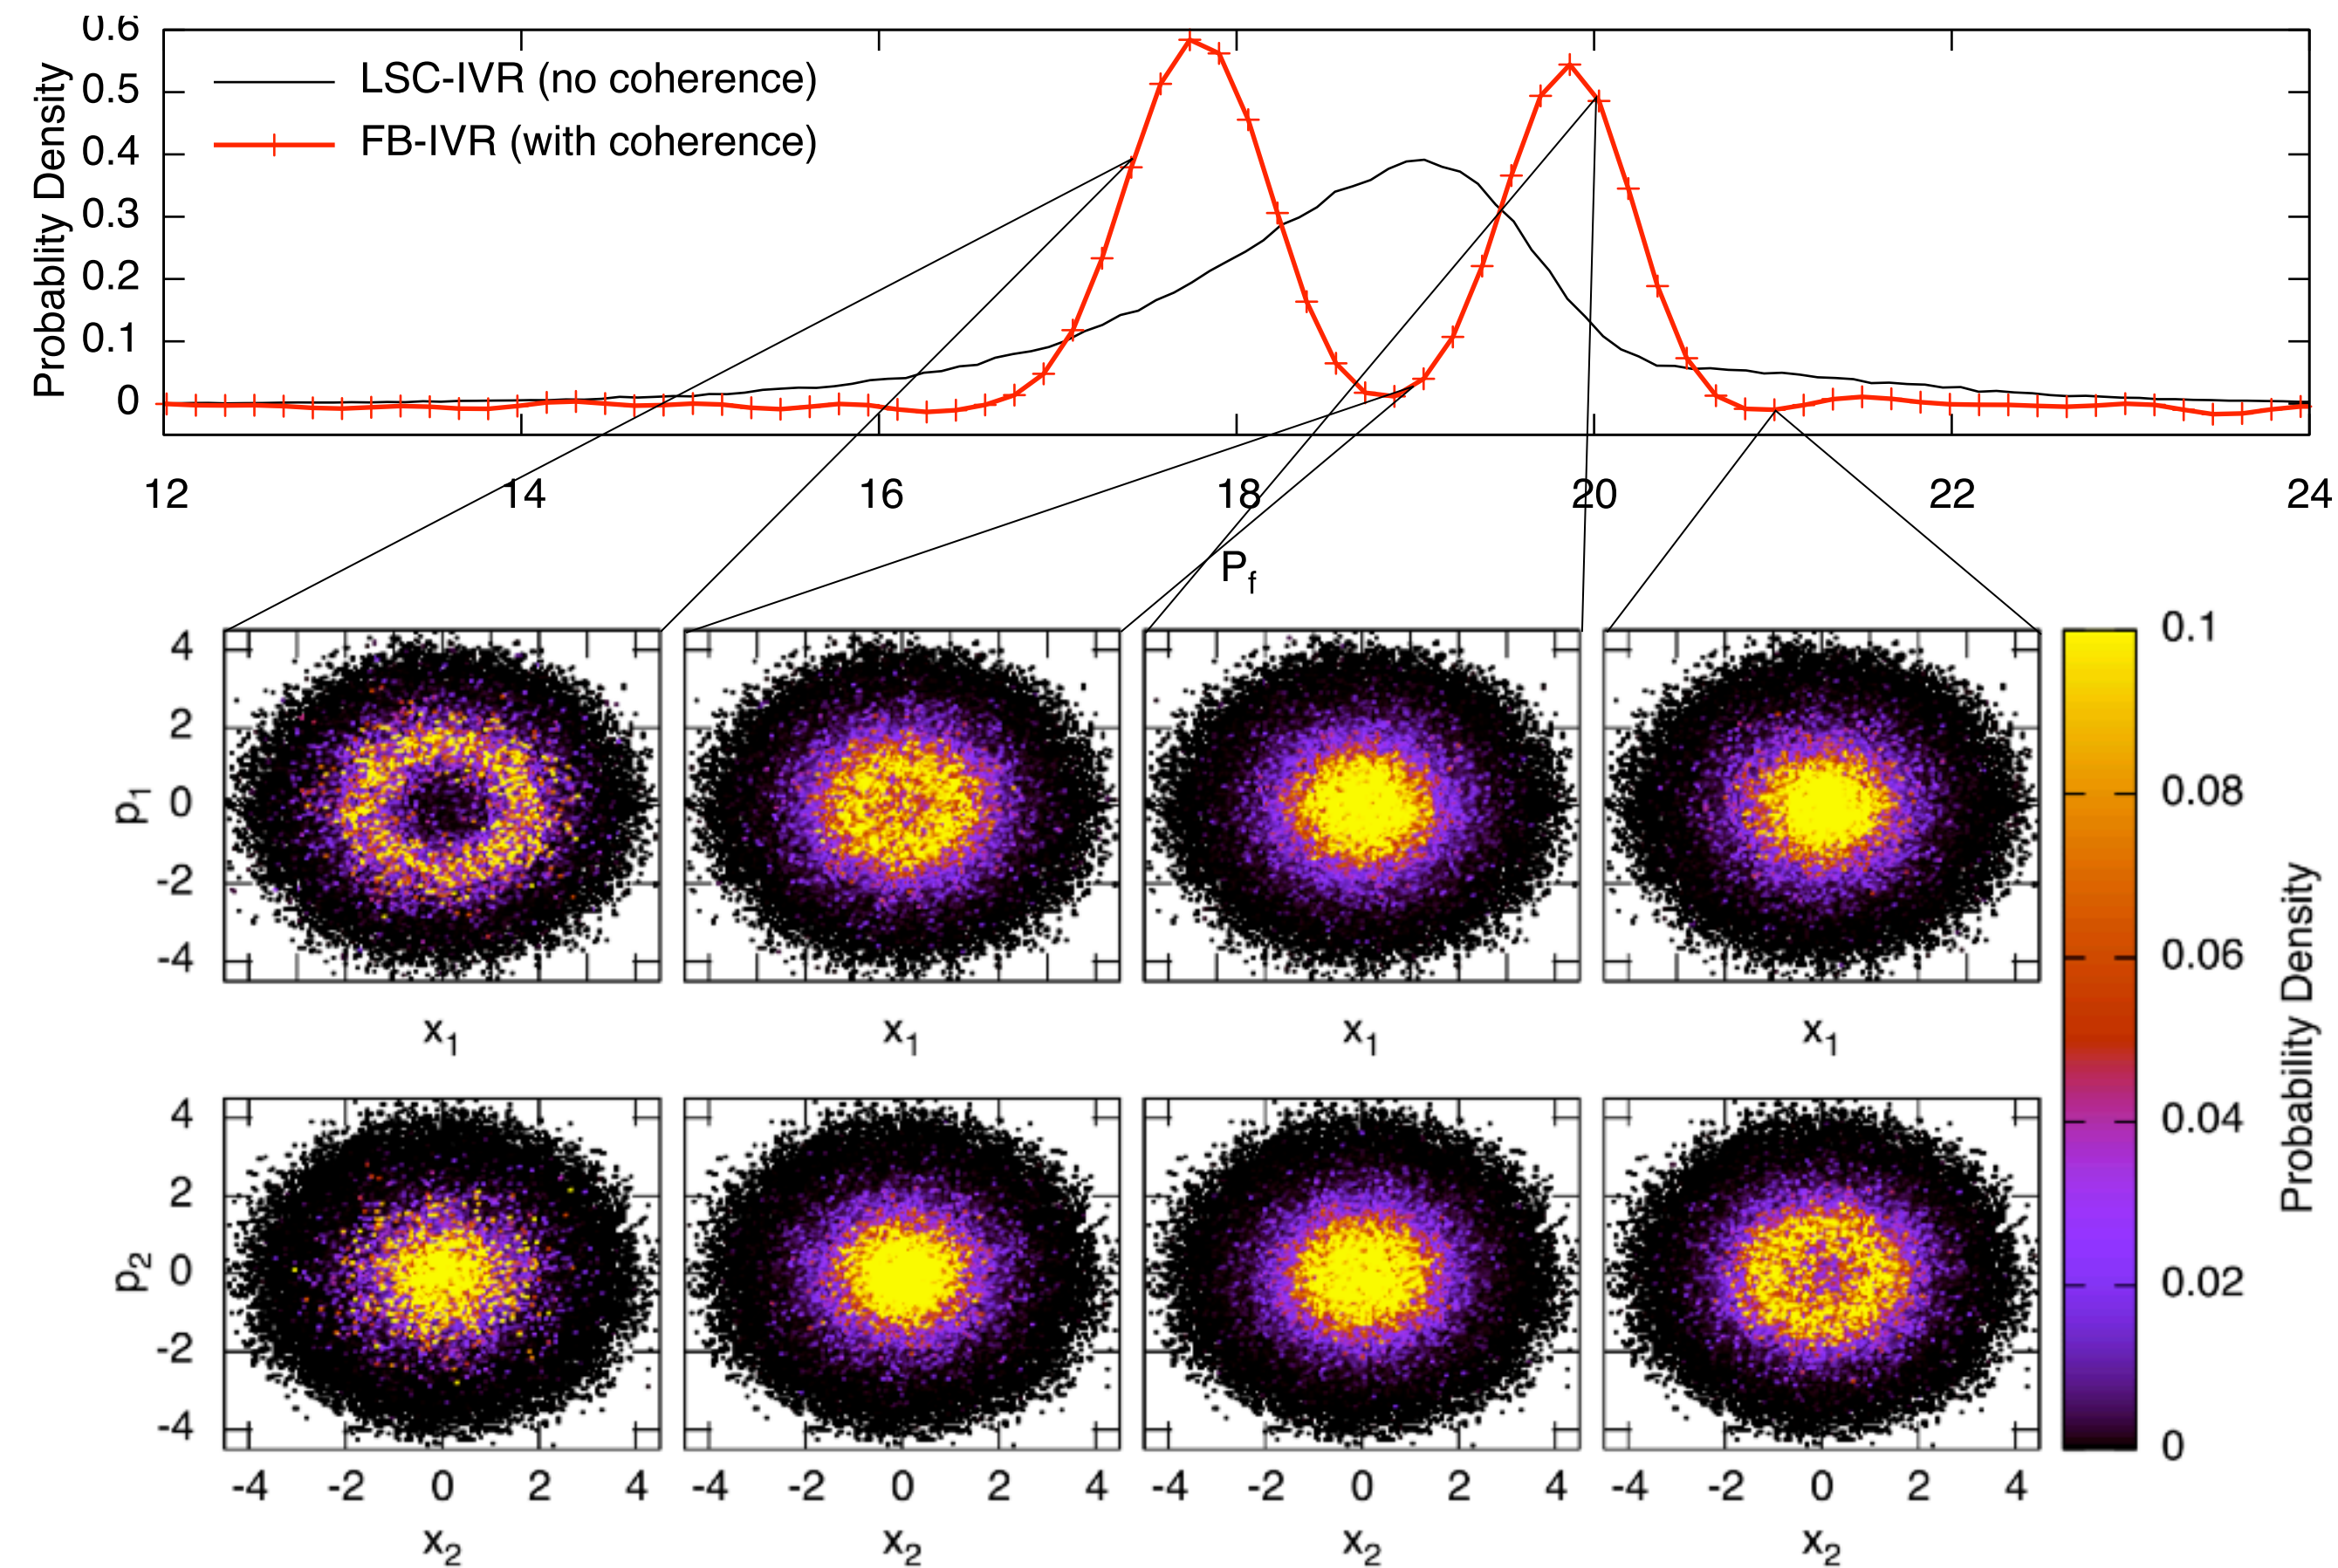 0.6
0.5
0.4
0.3
0.2
0.1
0
Probablity Density
LSC-IVR (no coherence)
FB-IVR (with coherence)
12 14 16 18 20 22 24
P_f
4
2
0
-2
-4
p_1
x_1 x_1 x_1 x_1
4
2
0
-2
-4
p_2
-4 -2 0 2 4 -4 -2 0 2 4 -4 -2 0 2 4 -4 -2 0 2 4
x_2 x_2 x_2 x_2
0.1
0.08
0.06
0.04
0.02
0
Probability Density